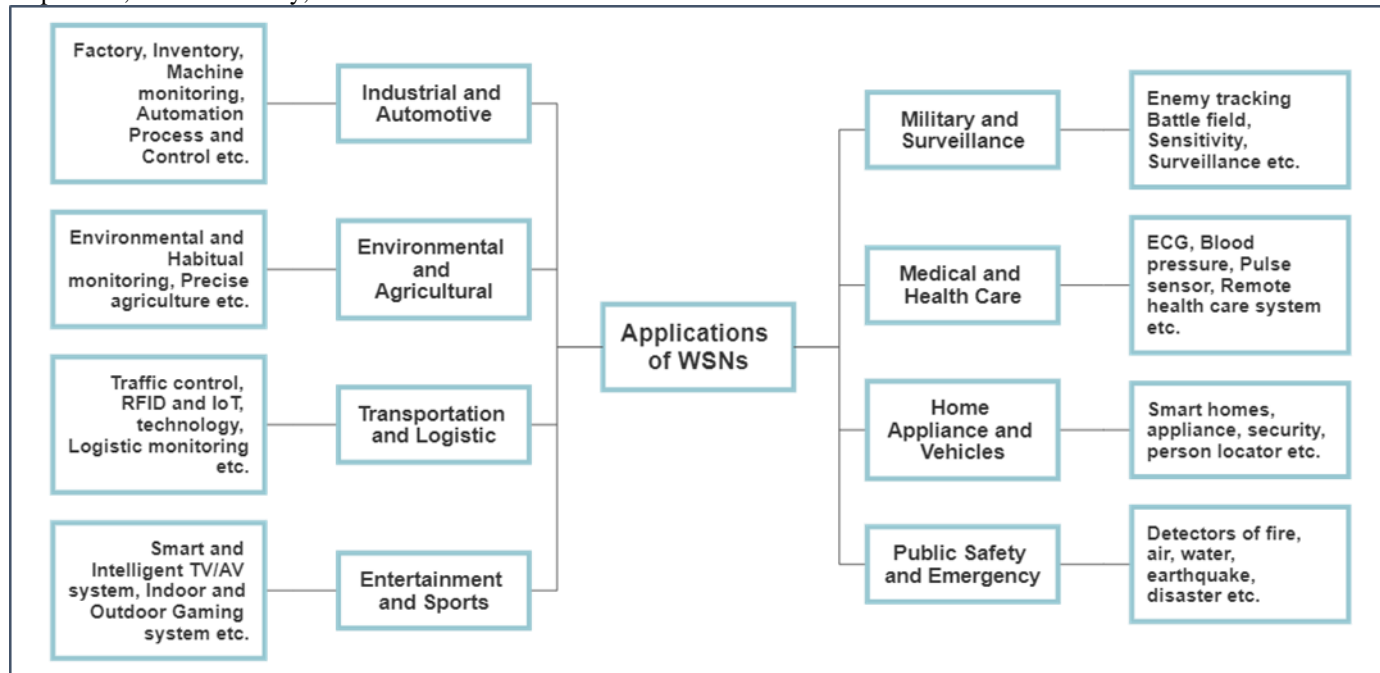 Factory, Inventory,
Machine
monitoring,
Automation
Process and
Control etc.
Industrial and
Automotive
Environmental and
Habitual
monitoring, Precise
agriculture etc.
Environmental
and
Agricultural
Traffic control,
RFID and IoT,
technology,
Logistic monitoring
etc.
Transportation
and Logistic
Smart and
Intelligent TV/AV
system, Indoor and
Outdoor Gaming
system etc.
Entertainment
and Sports
Applications
of WSNs
Military and
Surveillance
Enemy tracking
Battle field,
Sensitivity,
Surveillance etc.
Medical and
Health Care
ECG, Blood
pressure, Pulse
sensor, Remote
health care system
etc.
Home
Appliance and
Vehicles
Smart homes,
appliance, security,
person locator etc.
Public Safety
and Emergency
Detectors of fire,
air, water,
earthquake,
disaster etc.